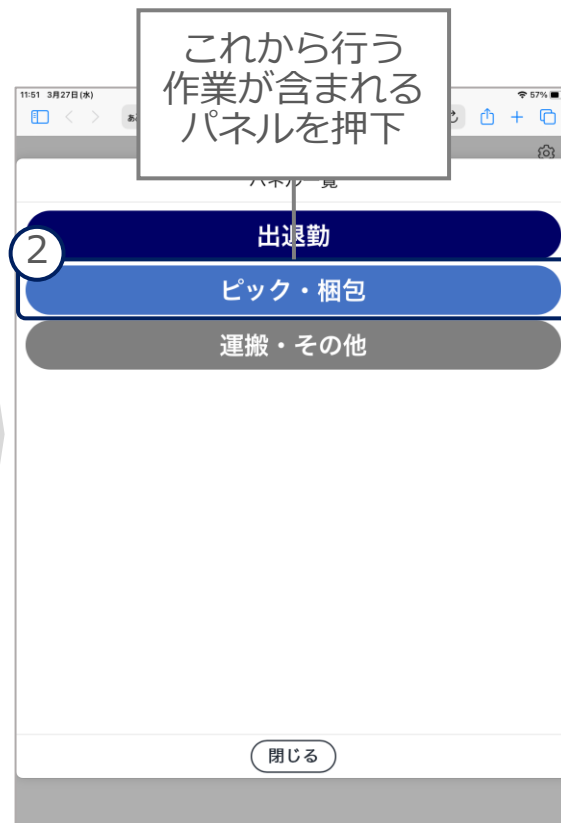 これから行う
作業が含まれる
パネルを押下
11:51 3月27日(水)
57%
パネル一覧
出退勤
2
ピック・梱包
運搬・その他
閉じる